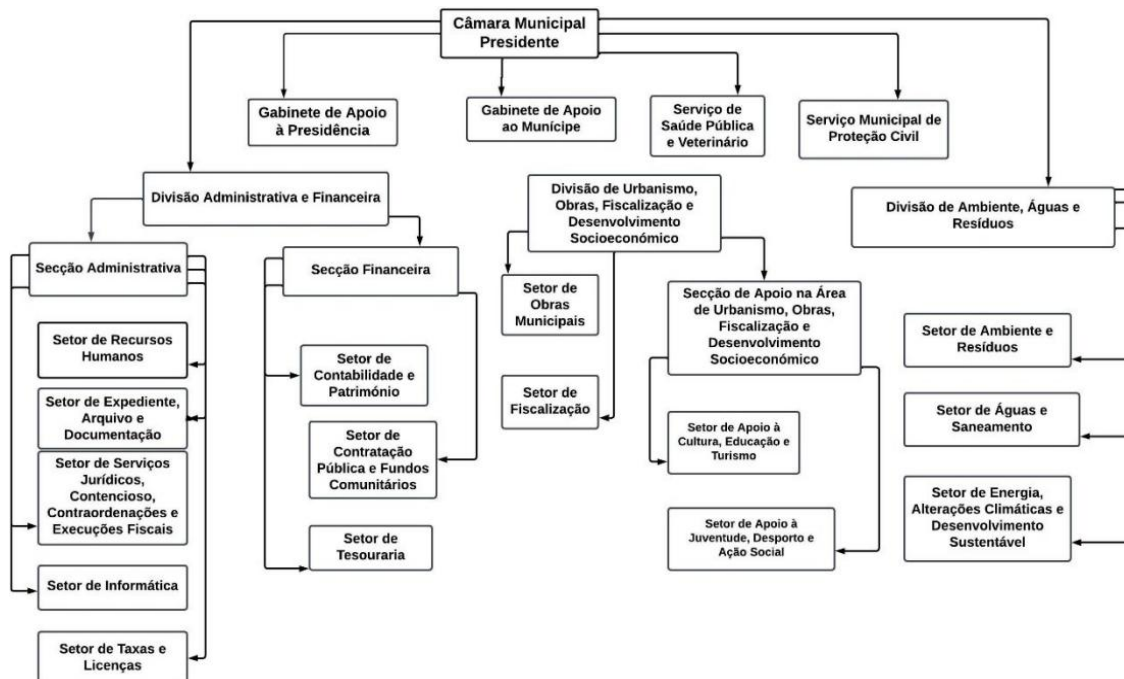 Câmara Municipal
Presidente
Gabinete de Apoio
à Presidência
Gabinete de Apoio
ao Munícipe
Serviço de
Saúde Pública
e Veterinário
Serviço Municipal de
Proteção Civil
Divisão Administrativa e Financeira
Divisão de Urbanismo,
Obras, Fiscalização e
Desenvolvimento
Socioeconómico
Divisão de Ambiente, Águas e
Resíduos
Secção Administrativa
Secção Financeira
Setor de
Obras
Municipais
Secção de Apoio na Área
de Urbanismo, Obras,
Fiscalização e
Desenvolvimento
Socioeconómico
Setor de Recursos
Humanos
Setor de Expediente,
Arquivo e
Documentação
Setor de Serviços
Jurídicos,
Contencioso,
Contraordenações e
Execuções Fiscais
Setor de Informática
Setor de Taxas e
Licenças
Setor de
Contabilidade e
Património
Setor de
Contratação
Pública e Fundos
Comunitários
Setor de
Tesouraria
Setor de
Fiscalização
Setor de Apoio à
Cultura, Educação e
Turismo
Setor de Apoio à
Juventude, Desporto e
Ação Social
Setor de Ambiente e
Resíduos
Setor de Águas e
Saneamento
Setor de Energia,
Alterações Climáticas e
Desenvolvimento
Sustentável